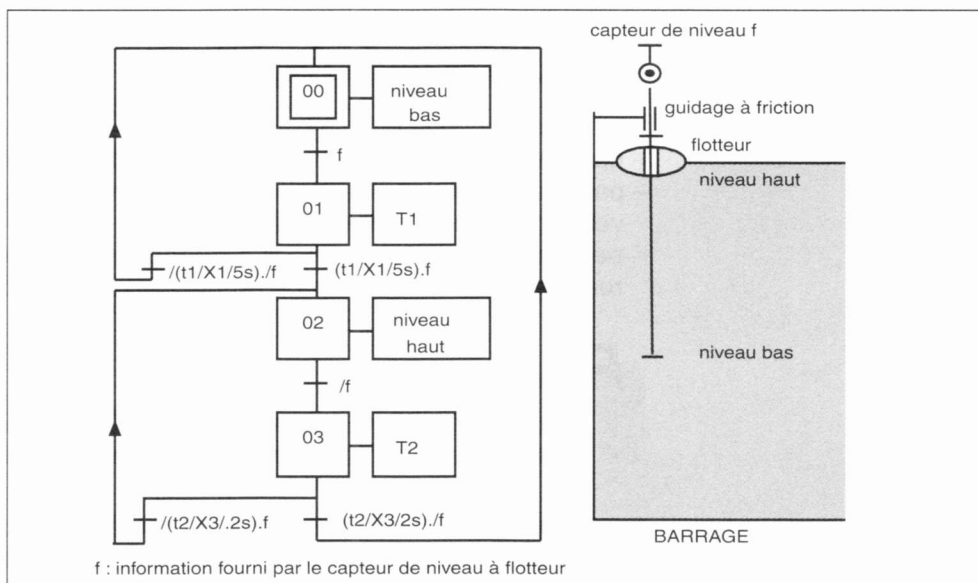 capteur de niveau f
00
niveau
bas
guidage à friction
f
flotteur
niveau haut
01
T1
/(t1/X1/5s)./f
(t1/X1/5s).f
02
niveau
haut
niveau bas
/f
03
T2
/(t2/X3/.2s).f
(t2/X3/2s)./f
BARRAGE
f : information fourni par le capteur de niveau à flotteur